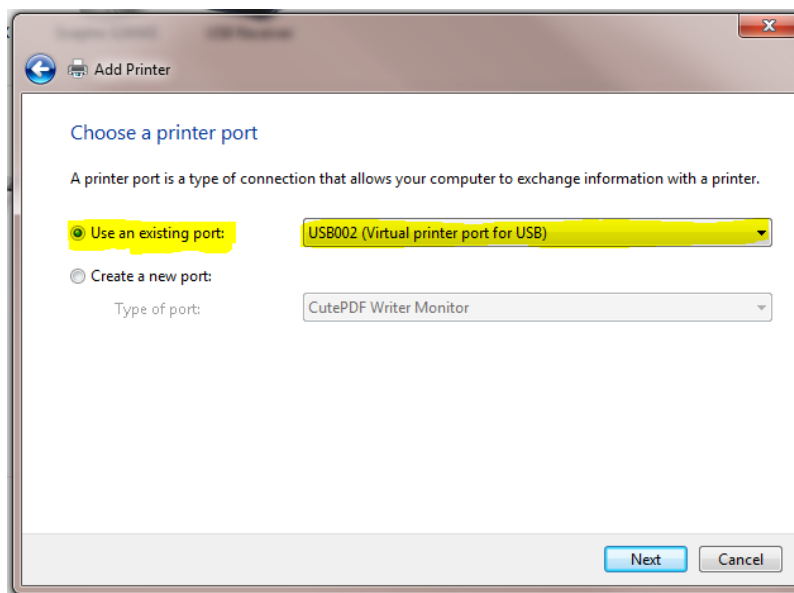 USB Receiver
Add Printer
Choose a printer port
A printer port is a type of connection that allows your computer to exchange information with a printer.
Use an existing port: USB002 (Virtual printer port for USB)
Create a new port:
Type of port: CutePDF Writer Monitor
Next Cancel